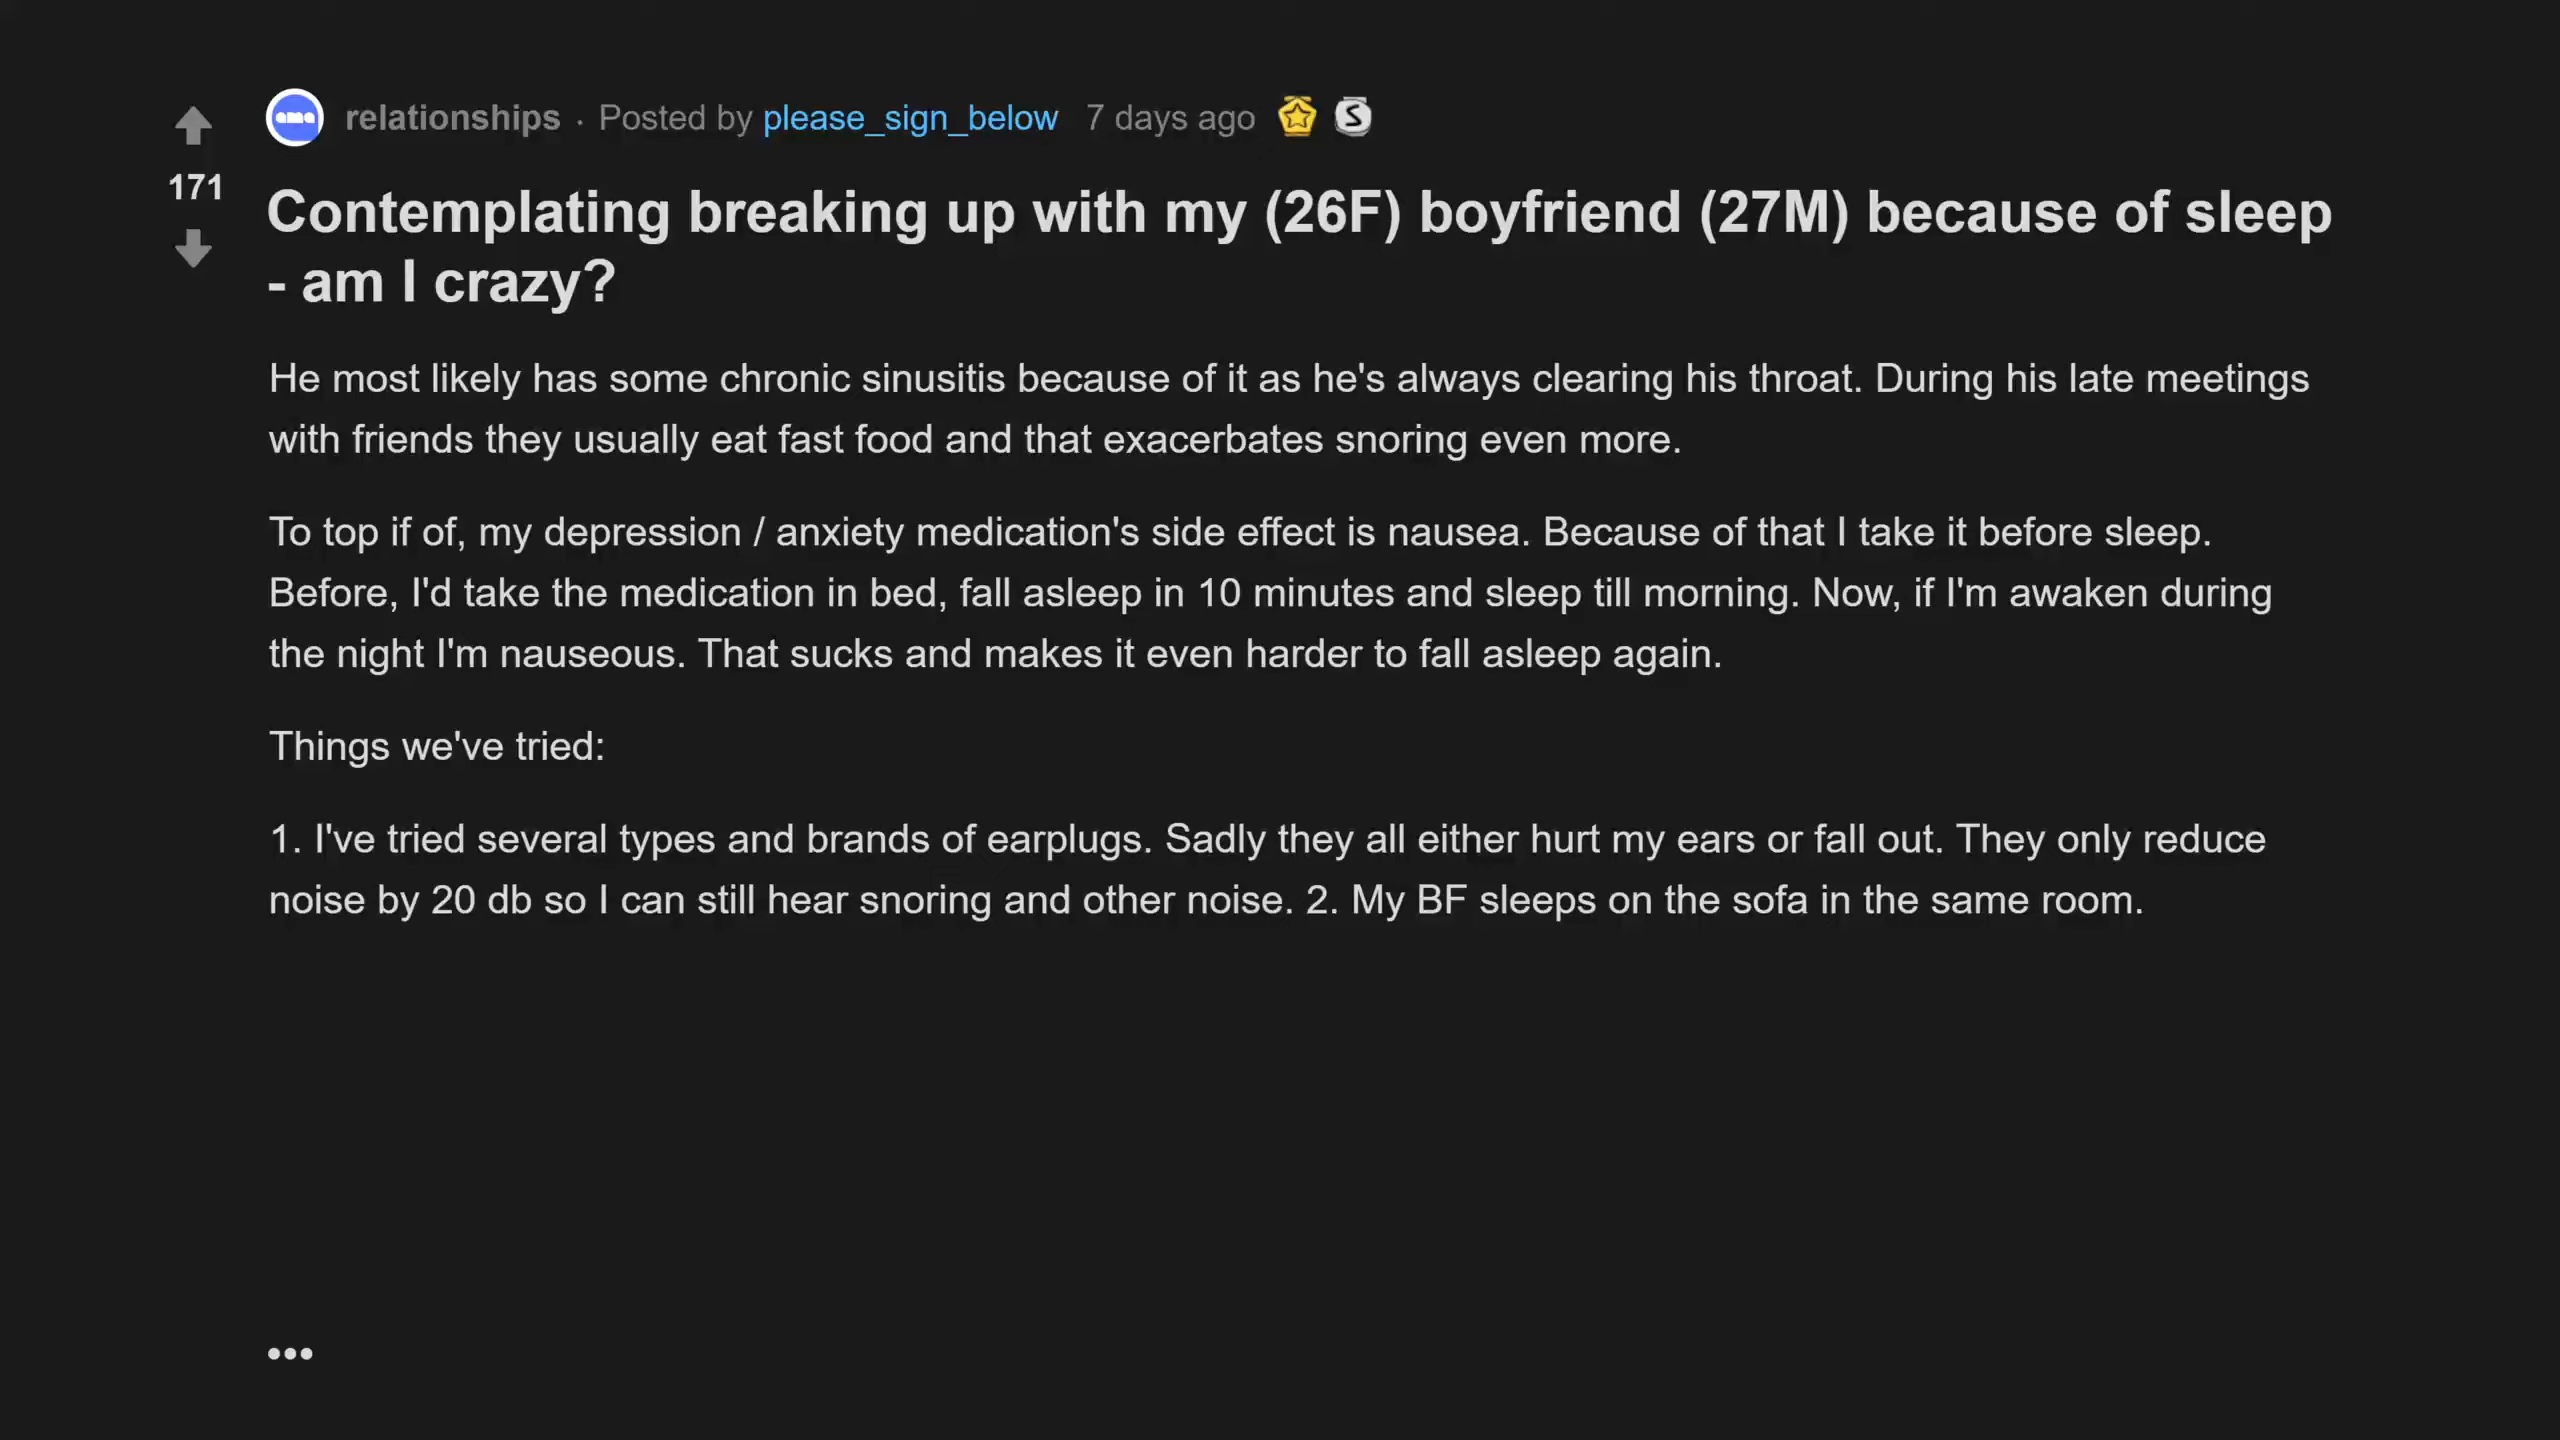 ama
relationships · Posted by please_sign_below 7 days ago
171
Contemplating breaking up with my (26F) boyfriend (27M) because of sleep
- am I crazy?
He most likely has some chronic sinusitis because of it as he's always clearing his throat. During his late meetings
with friends they usually eat fast food and that exacerbates snoring even more.
To top if of, my depression / anxiety medication's side effect is nausea. Because of that I take it before sleep.
Before, I'd take the medication in bed, fall asleep in 10 minutes and sleep till morning. Now, if I'm awaken during
the night I'm nauseous. That sucks and makes it even harder to fall asleep again.
Things we've tried:
1. I've tried several types and brands of earplugs. Sadly they all either hurt my ears or fall out. They only reduce
noise by 20 db so I can still hear snoring and other noise. 2. My BF sleeps on the sofa in the same room.
•••